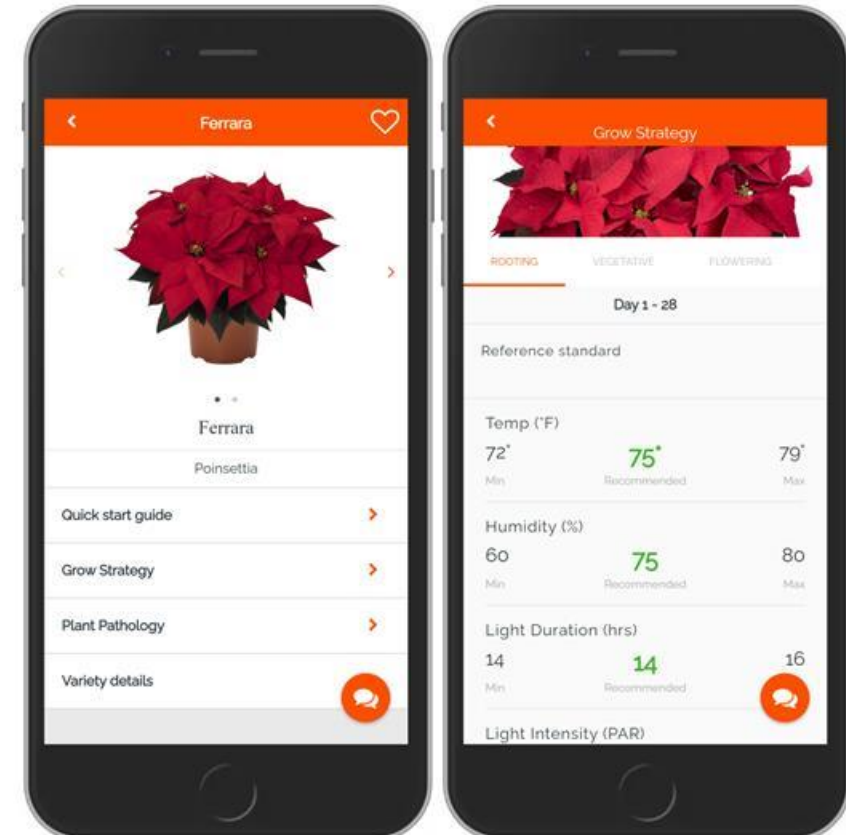 Ferrara
Ferrara
Poinsettia
Quick start guide
Grow Strategy
Plant Pathology
Variety details
Grow Strategy
ROOTING VEGETATIVE FLOWERING
Day 1 - 28
Reference standard
Temp (°F)
72° 75° 79°
Min Recommended Max
Humidity (%)
60 75 80
Min Recommended Max
Light Duration (hrs)
14 14 16
Min Recommended
Light Intensity (PAR)